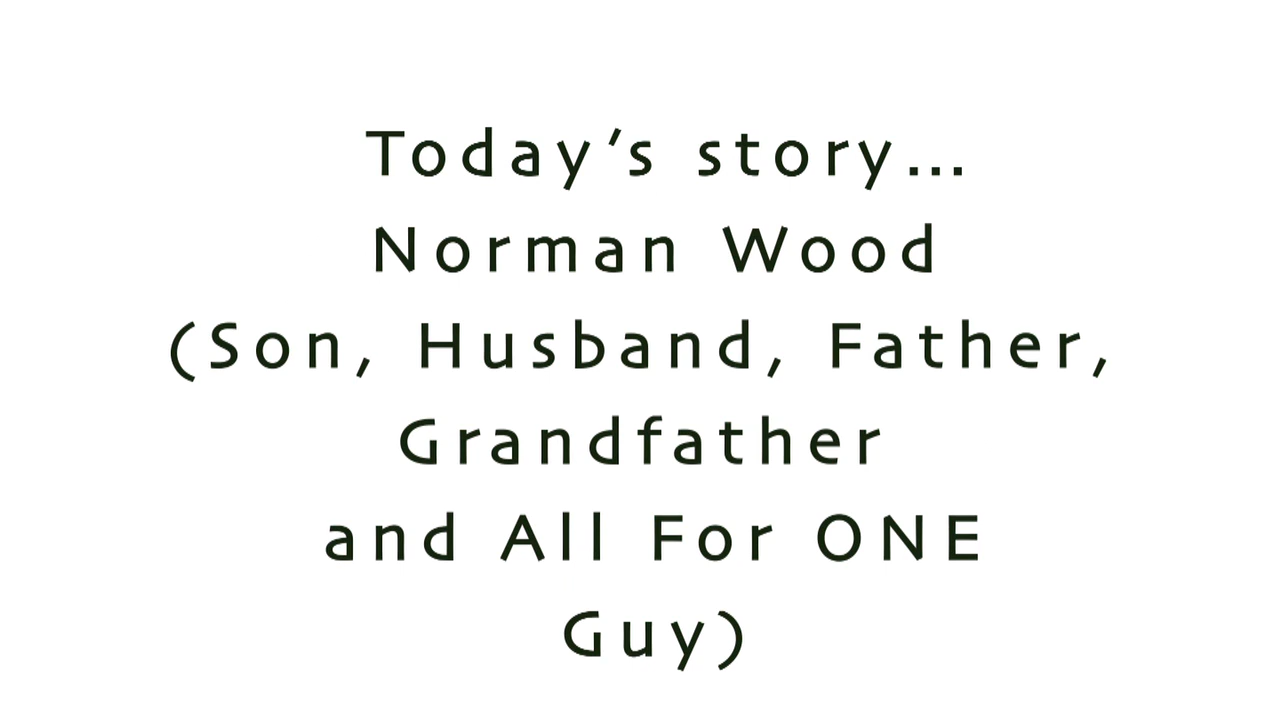 Today's story...
Norman Wood
(Son, Husband, Father,
Grandfather
and All For ONE
Guy)